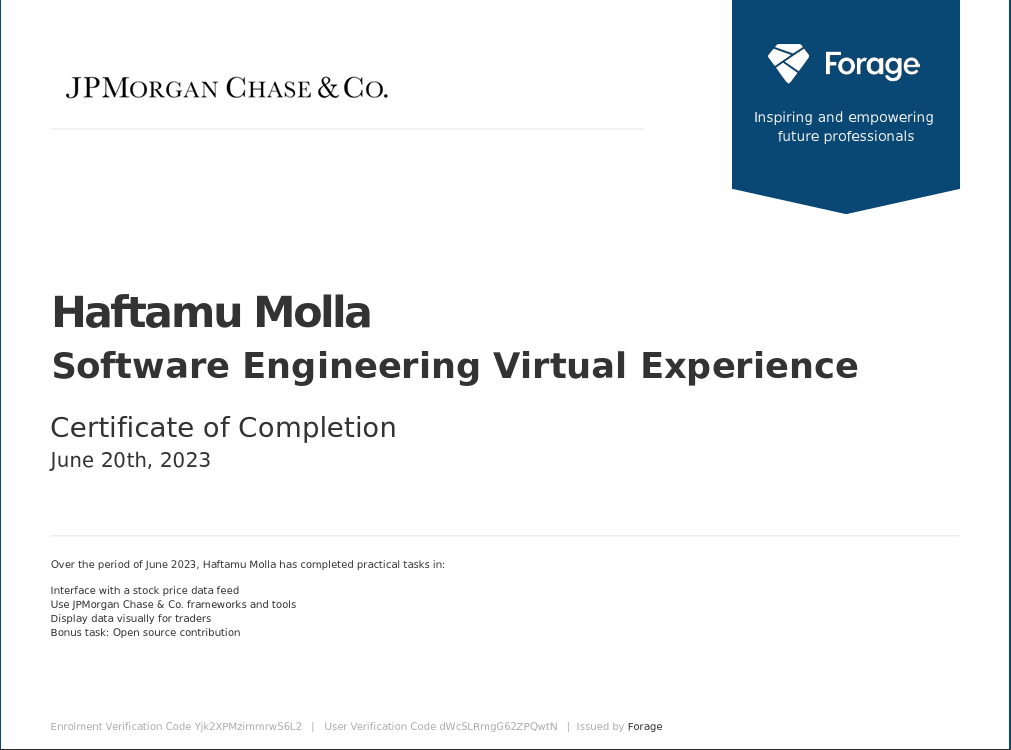 JPMORGAN CHASE & CO.
Forage
Inspiring and empowering
future professionals
Haftamu Molla
Software Engineering Virtual Experience
Certificate of Completion
June 20th, 2023
Over the period of June 2023, Haftamu Molla has completed practical tasks in:
Interface with a stock price data feed
Use JPMorgan Chase & Co. frameworks and tools
Display data visually for traders
Bonus task: Open source contribution
Enrolment Verification Code Yjk2XPMzimmrwS6L2 | User Verification Code dWcSLRmgG62ZPQwtN | Issued by Forage